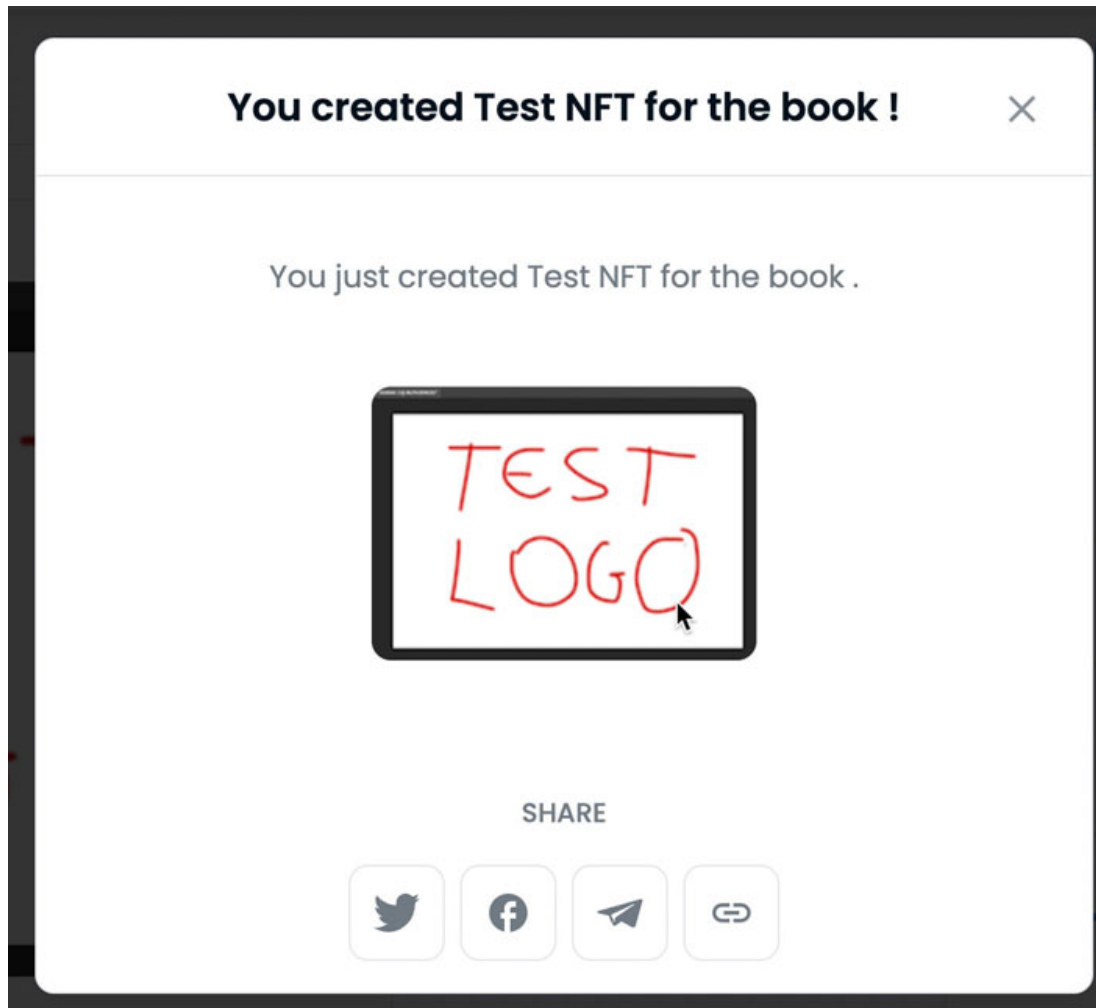 You created Test NFT for the book !
You just created Test NFT for the book .
TEST
LOGO
SHARE